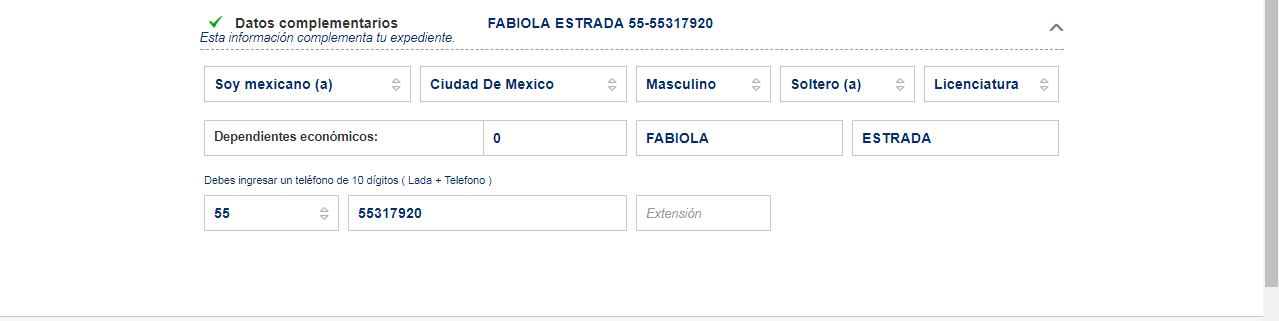 Datos complementarios FABIOLA ESTRADA 55-55317920
Esta información complementa tu expediente.
Soy mexicano (a) Ciudad De Mexico Masculino Soltero (a) Licenciatura
Dependientes económicos: 0 FABIOLA ESTRADA
Debes ingresar un teléfono de 10 dígitos ( Lada + Telefono )
55 55317920 Extensión